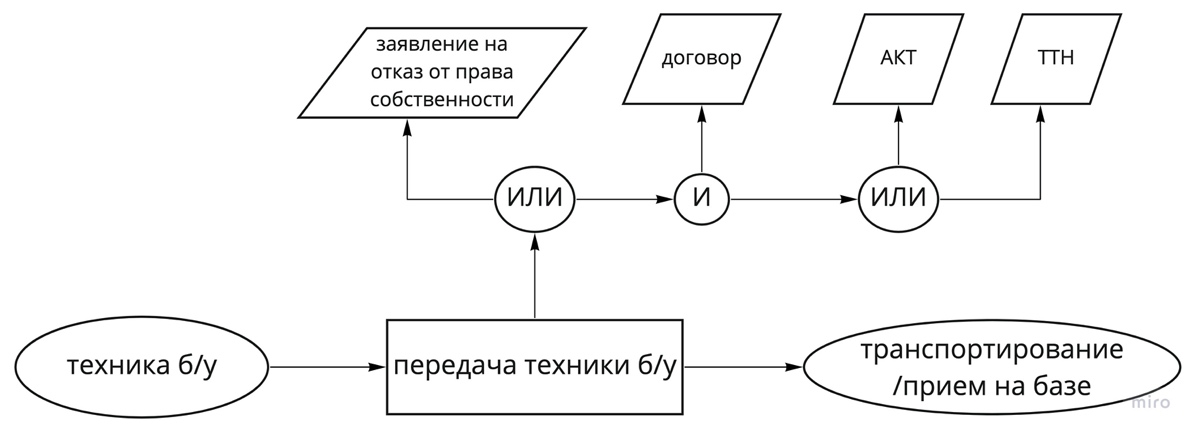 заявление на
отказ от права
собственности
договор
АКТ
ТТН
ИЛИ
И
ИЛИ
техника б/у
передача техники б/у
транспортирование
/прием на базе
miro